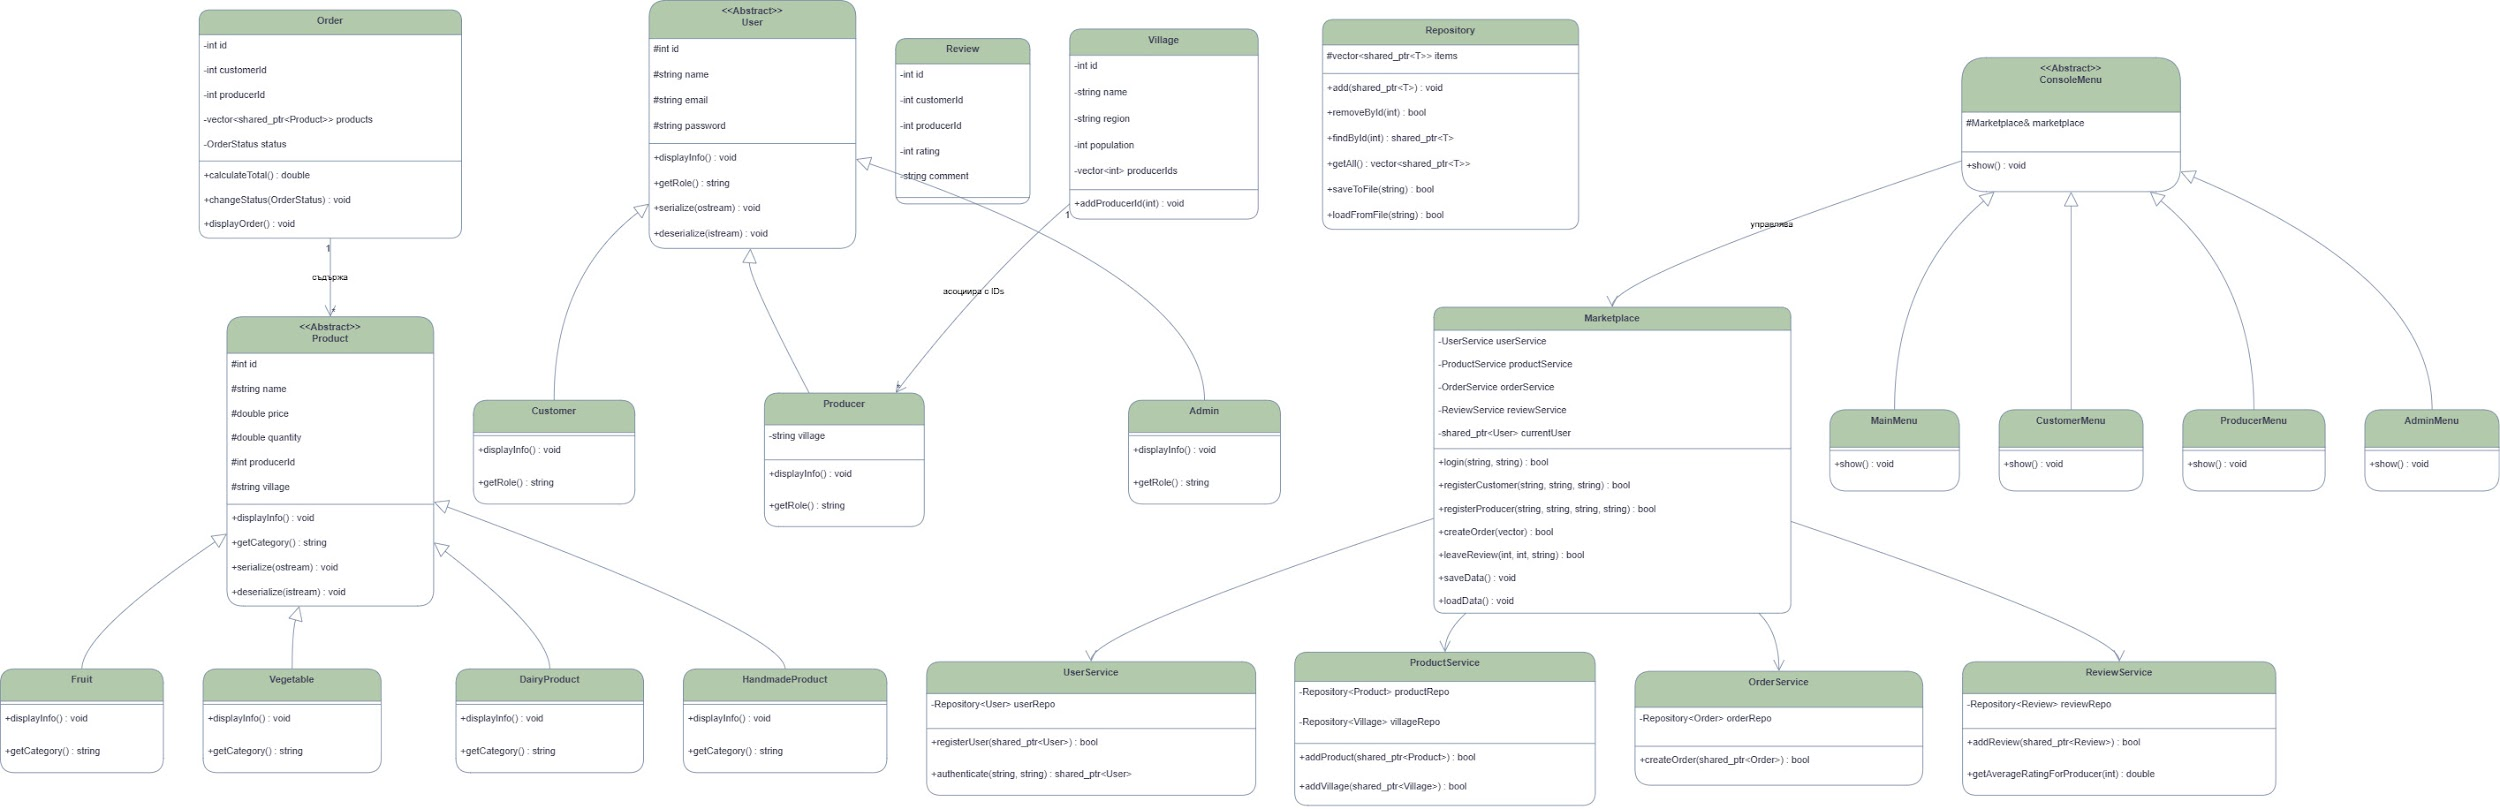 Order
-int id
-int customerId
-int producerId
-vector<shared_ptr<Product>> products
-OrderStatus status
+calculateTotal() : double
+changeStatus(OrderStatus) : void
+displayOrder() : void
<<Abstract>>
User
#int id
#string name
#string email
#string password
+displayInfo() : void
+getRole() : string
+serialize(ostream) : void
+deserialize(istream) : void
Review
-int id
-int customerId
-int producerId
-int rating
-string comment
Village
-int id
-string name
-string region
-int population
-vector<int> producerIds
+addProducerId(int) : void
Repository
#vector<shared_ptr<T>> items
+add(shared_ptr<T>) : void
+removeById(int) : bool
+findById(int) : shared_ptr<T>
+getAll() : vector<shared_ptr<T>>
+saveToFile(string) : bool
+loadFromFile(string) : bool
<<Abstract>>
ConsoleMenu
#Marketplace& marketplace
+show() : void
1
съдържа
*
1
асоциира с IDs
*
управлява
<<Abstract>>
Product
#int id
#string name
#double price
#double quantity
#int producerId
#string village
+displayInfo() : void
+getCategory() : string
+serialize(ostream) : void
+deserialize(istream) : void
Customer
+displayInfo() : void
+getRole() : string
Producer
-string village
+displayInfo() : void
+getRole() : string
Admin
+displayInfo() : void
+getRole() : string
Marketplace
-UserService userService
-ProductService productService
-OrderService orderService
-ReviewService reviewService
-shared_ptr<User> currentUser
+login(string, string) : bool
+registerCustomer(string, string, string) : bool
+registerProducer(string, string, string, string) : bool
+createOrder(vector) : bool
+leaveReview(int, int, string) : bool
+saveData() : void
+loadData() : void
MainMenu
+show() : void
CustomerMenu
+show() : void
ProducerMenu
+show() : void
AdminMenu
+show() : void
Fruit
+displayInfo() : void
+getCategory() : string
Vegetable
+displayInfo() : void
+getCategory() : string
DairyProduct
+displayInfo() : void
+getCategory() : string
HandmadeProduct
+displayInfo() : void
+getCategory() : string
UserService
-Repository<User> userRepo
+registerUser(shared_ptr<User>) : bool
+authenticate(string, string) : shared_ptr<User>
ProductService
-Repository<Product> productRepo
-Repository<Village> villageRepo
+addProduct(shared_ptr<Product>) : bool
+addVillage(shared_ptr<Village>) : bool
OrderService
-Repository<Order> orderRepo
+createOrder(shared_ptr<Order>) : bool
ReviewService
-Repository<Review> reviewRepo
+addReview(shared_ptr<Review>) : bool
+getAverageRatingForProducer(int) : double